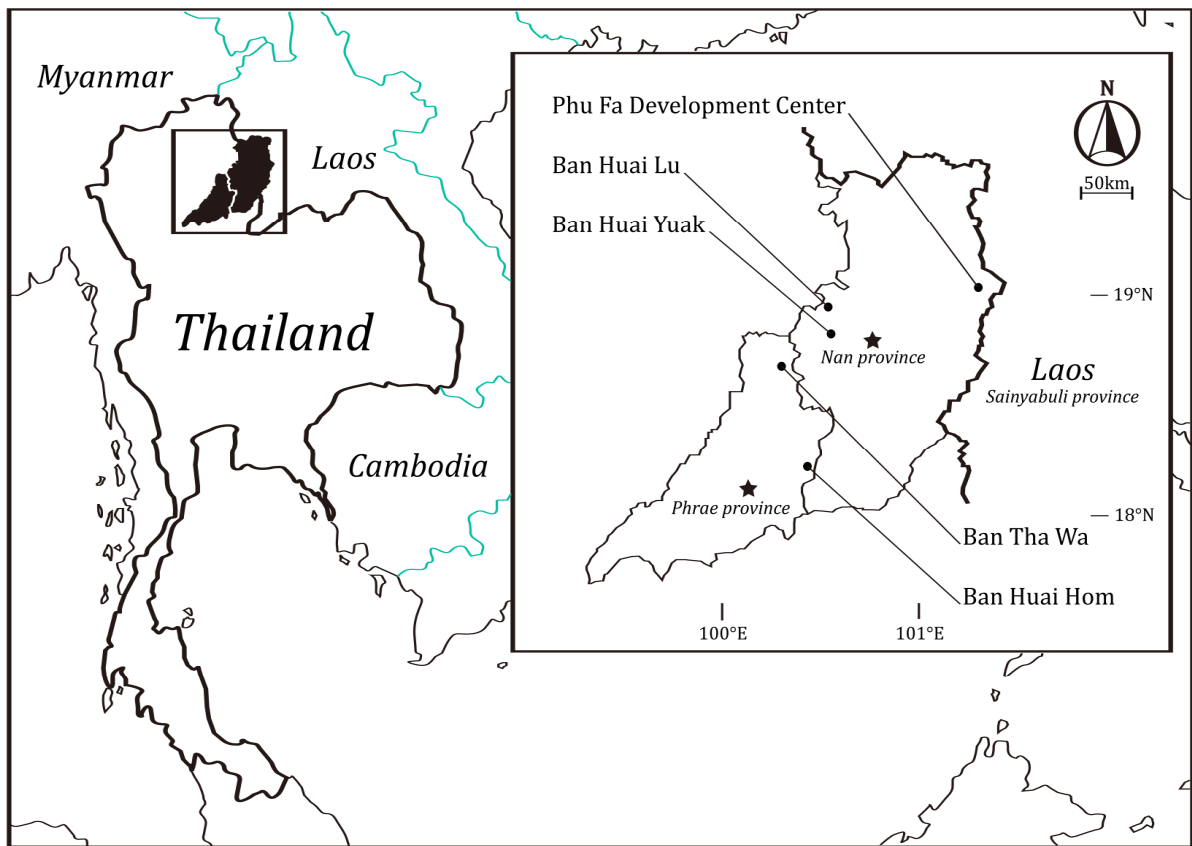 Myanmar
Laos
Thailand
Cambodia
Phu Fa Development Center
Ban Huai Lu
Ban Huai Yuak
N
50km
19°N
Nan province
Laos
Sainyabuli province
Phrae province
18°N
Ban Tha Wa
Ban Huai Hom
100°E
101°E